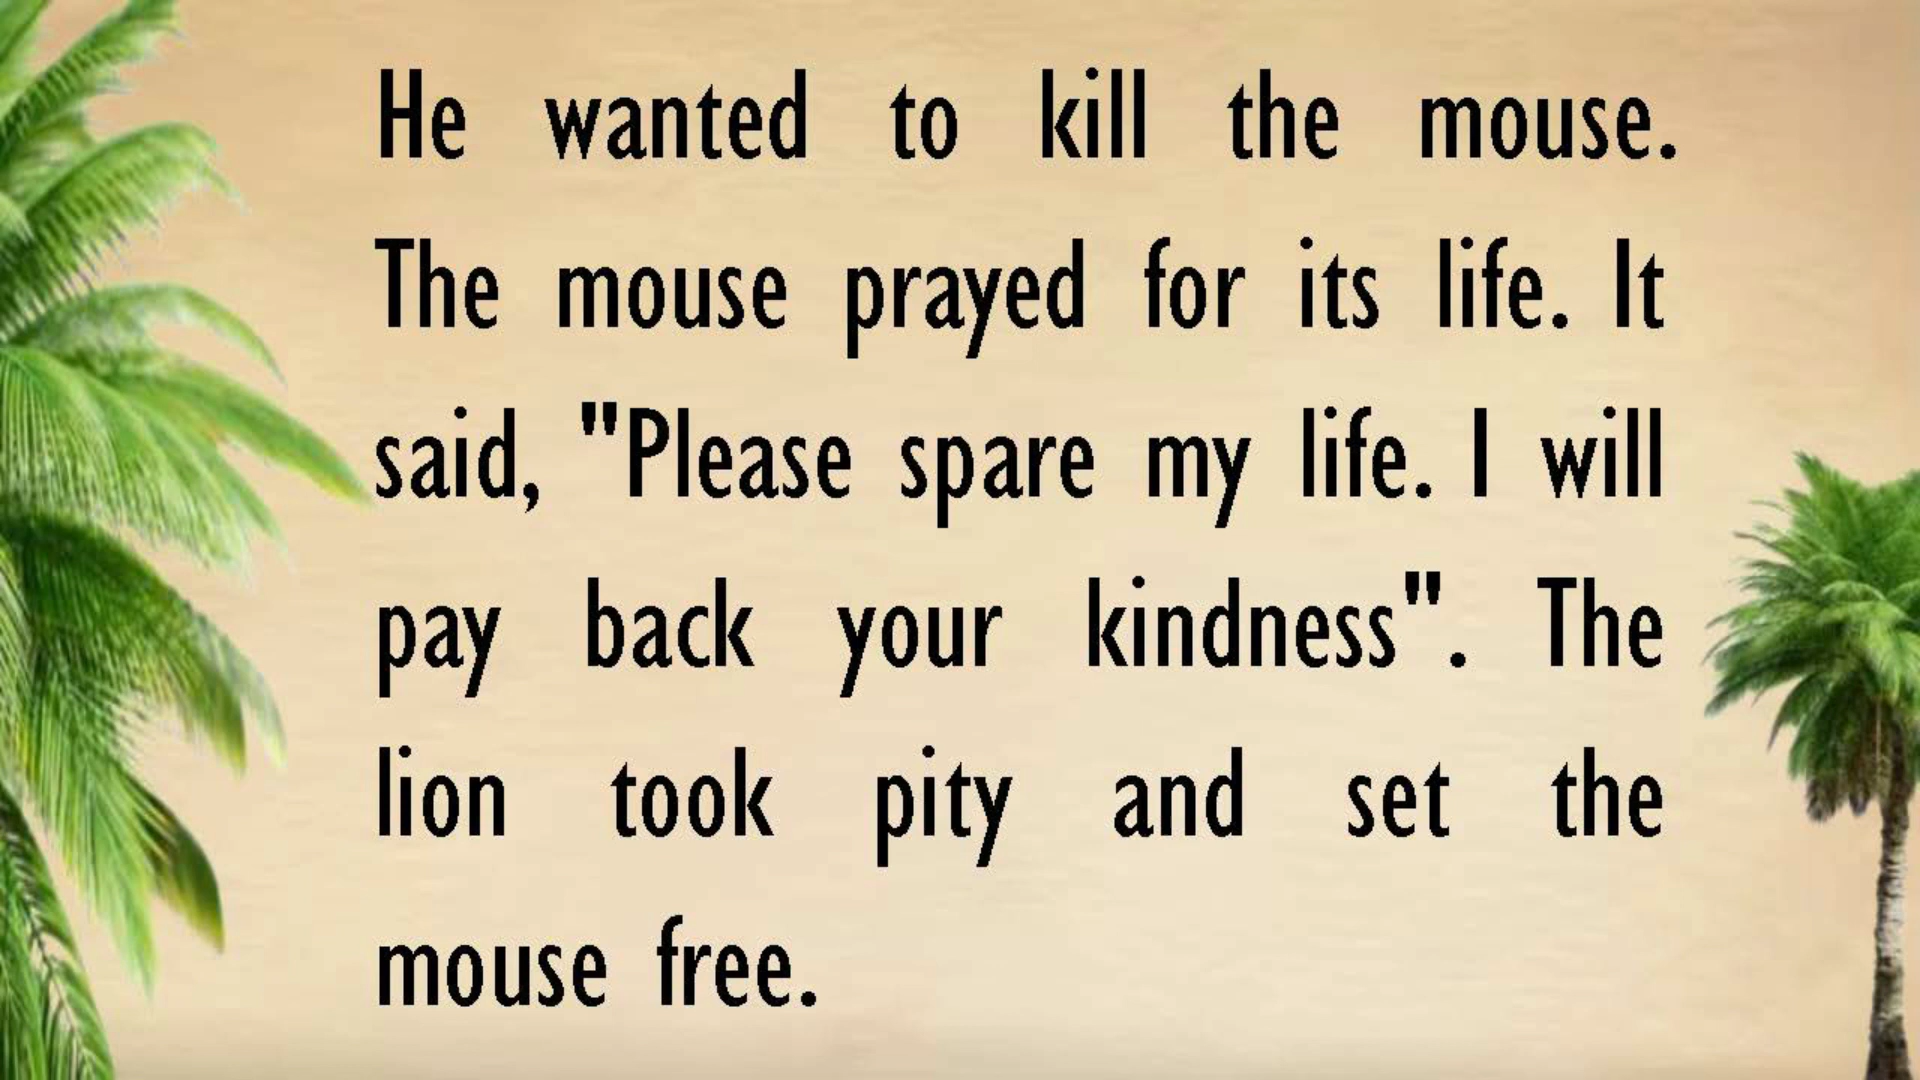 He wanted to kill the mouse.
The mouse prayed for its life. It
said, "Please spare my life. I will
pay back your kindness". The
lion took pity and set the
mouse free.